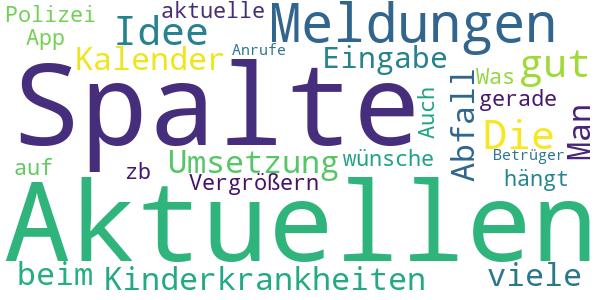 Polizei
aktuelle
App
Idee
Meldungen
Kalender
Anrufe
Eingabe
Spalte
Was
gut
gerade
Auch
Abfall
Die
Man
auf
zb
Umsetzung
wünsche
Betrüger
Vergrößern
hängt
Aktuellen
beim
Kinderkrankheiten
viele